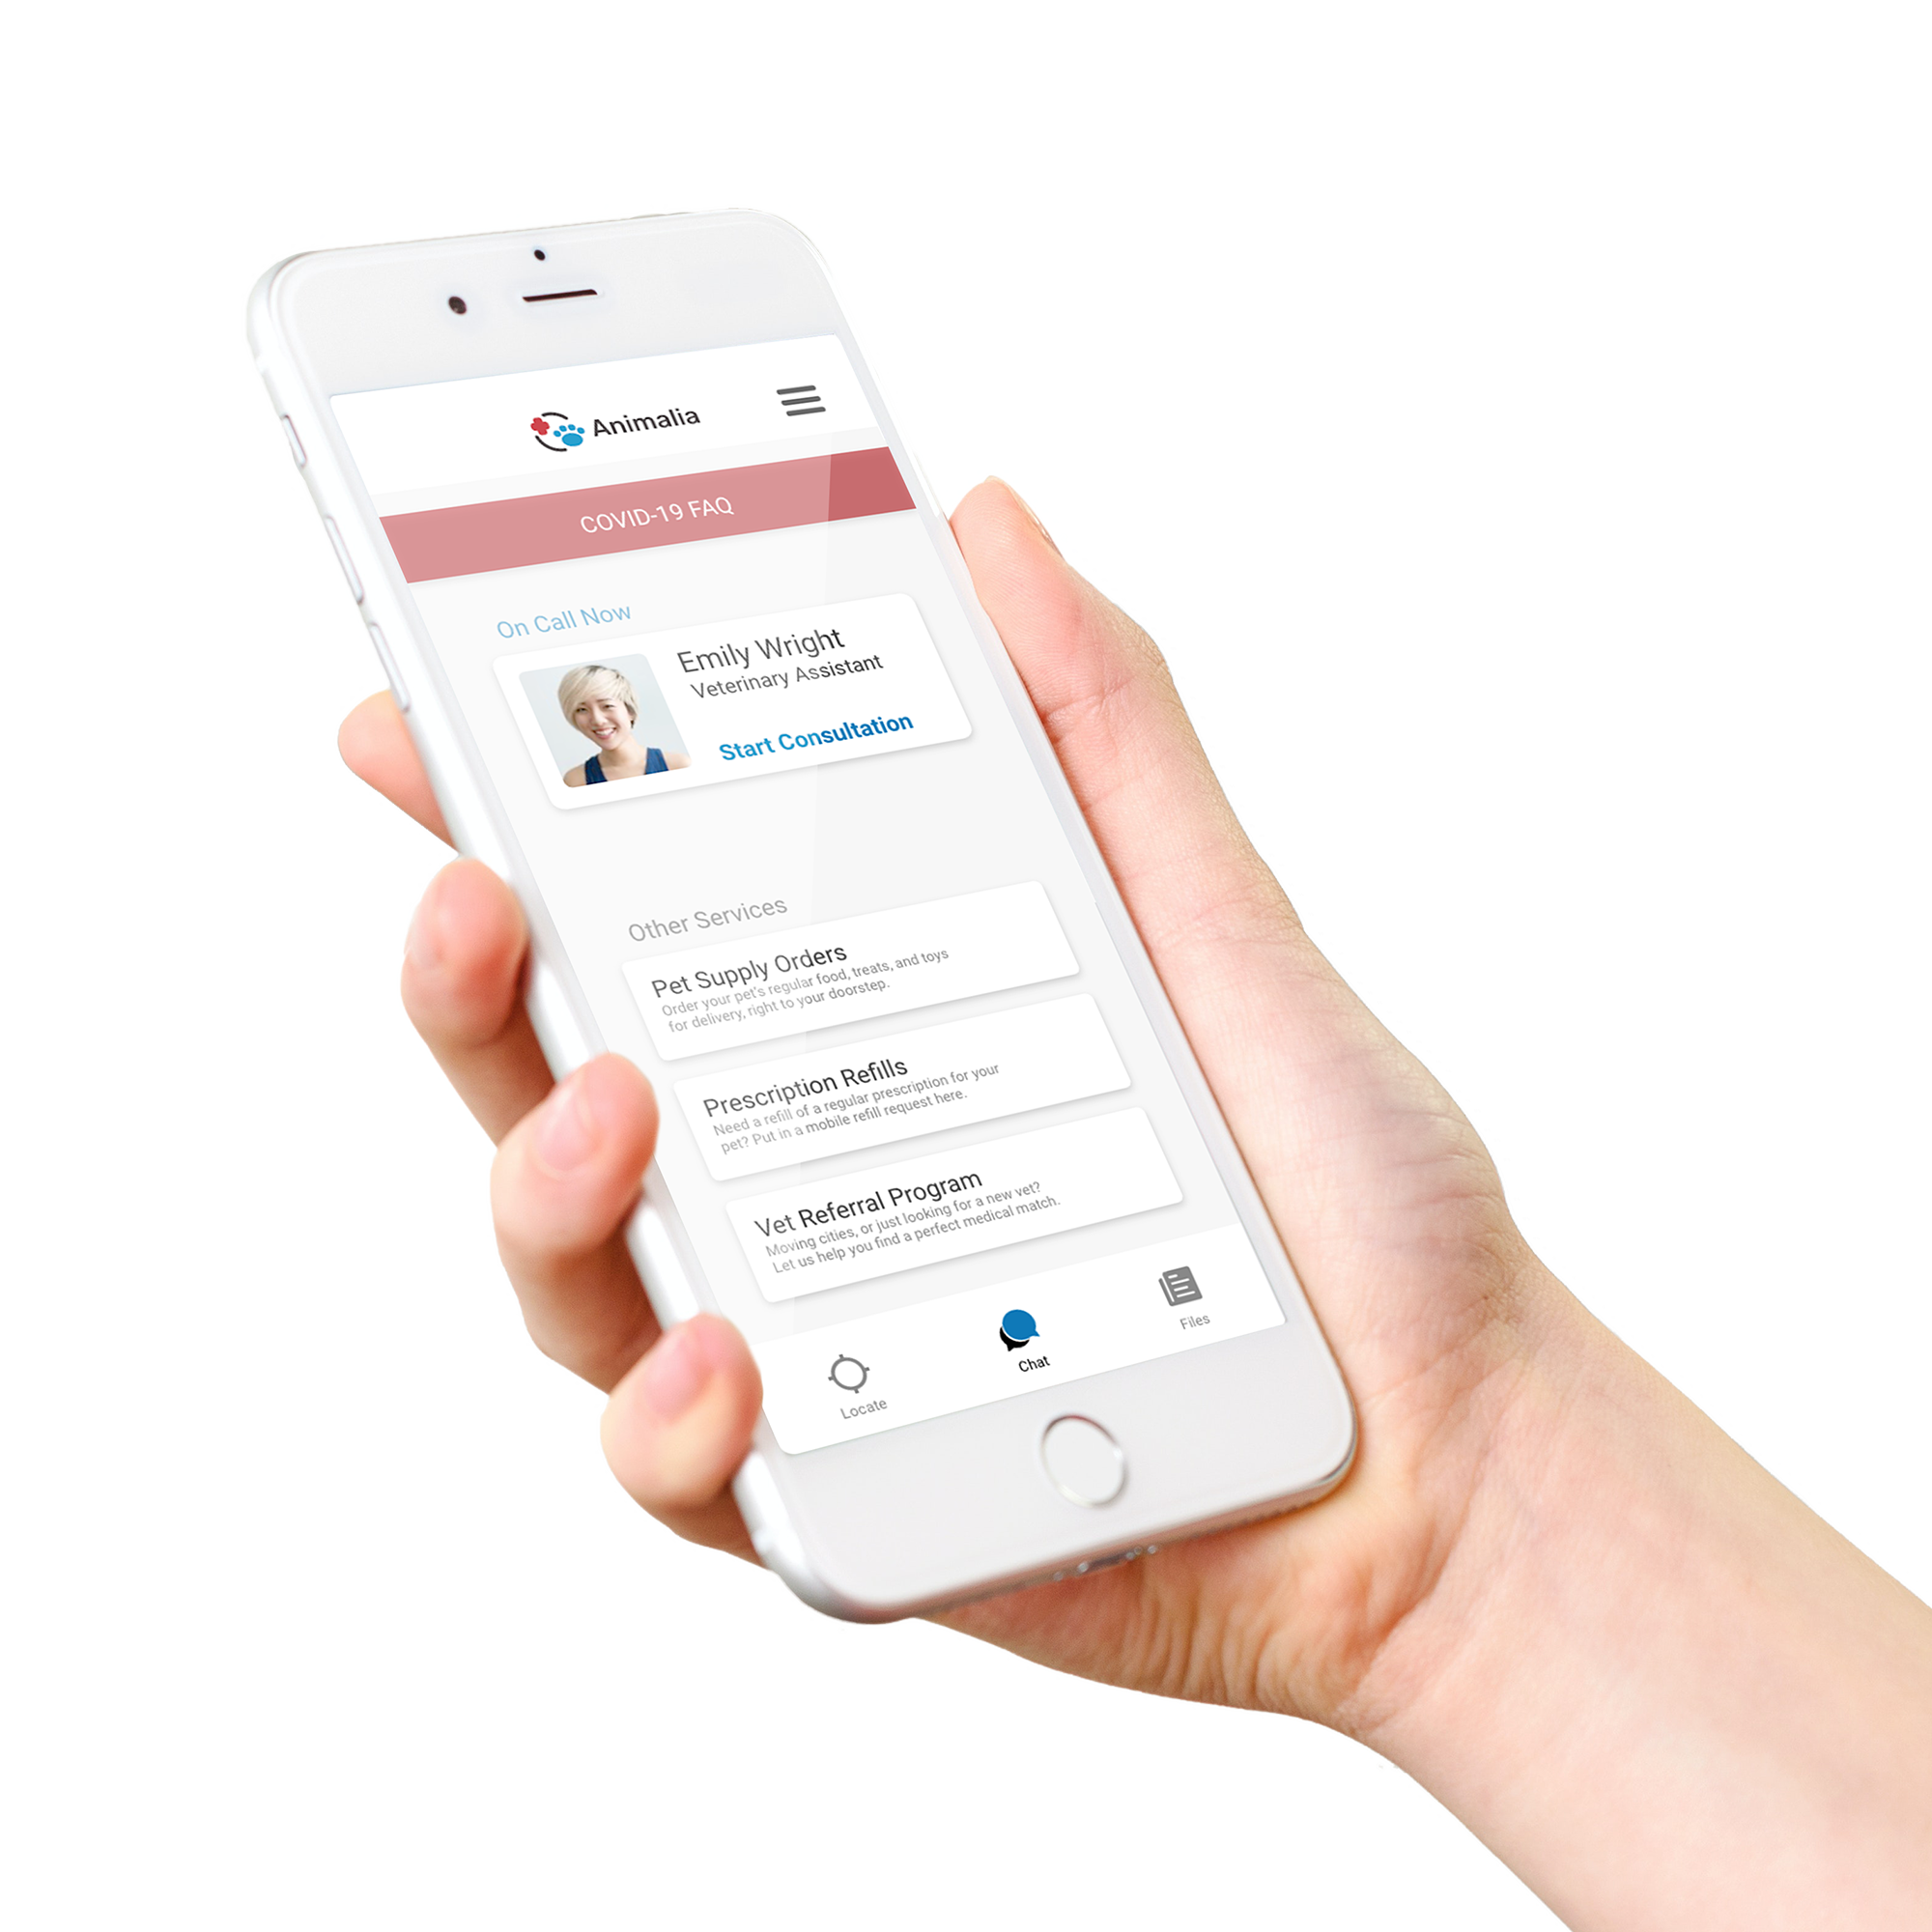 Animalia
COVID-19 FAQ
On Call Now
Emily Wright
Veterinary Assistant
Start Consultation
Other Services
Pet Supply Orders
Order your pet's regular food, treats, and toys
for delivery, right to your doorstep.
Prescription Refills
Need a refill of a regular prescription for your
pet? Put in a mobile refill request here.
Vet Referral Program
Moving cities, or just looking for a new vet?
Let us help you find a perfect medical match.
Locate
Chat
Files